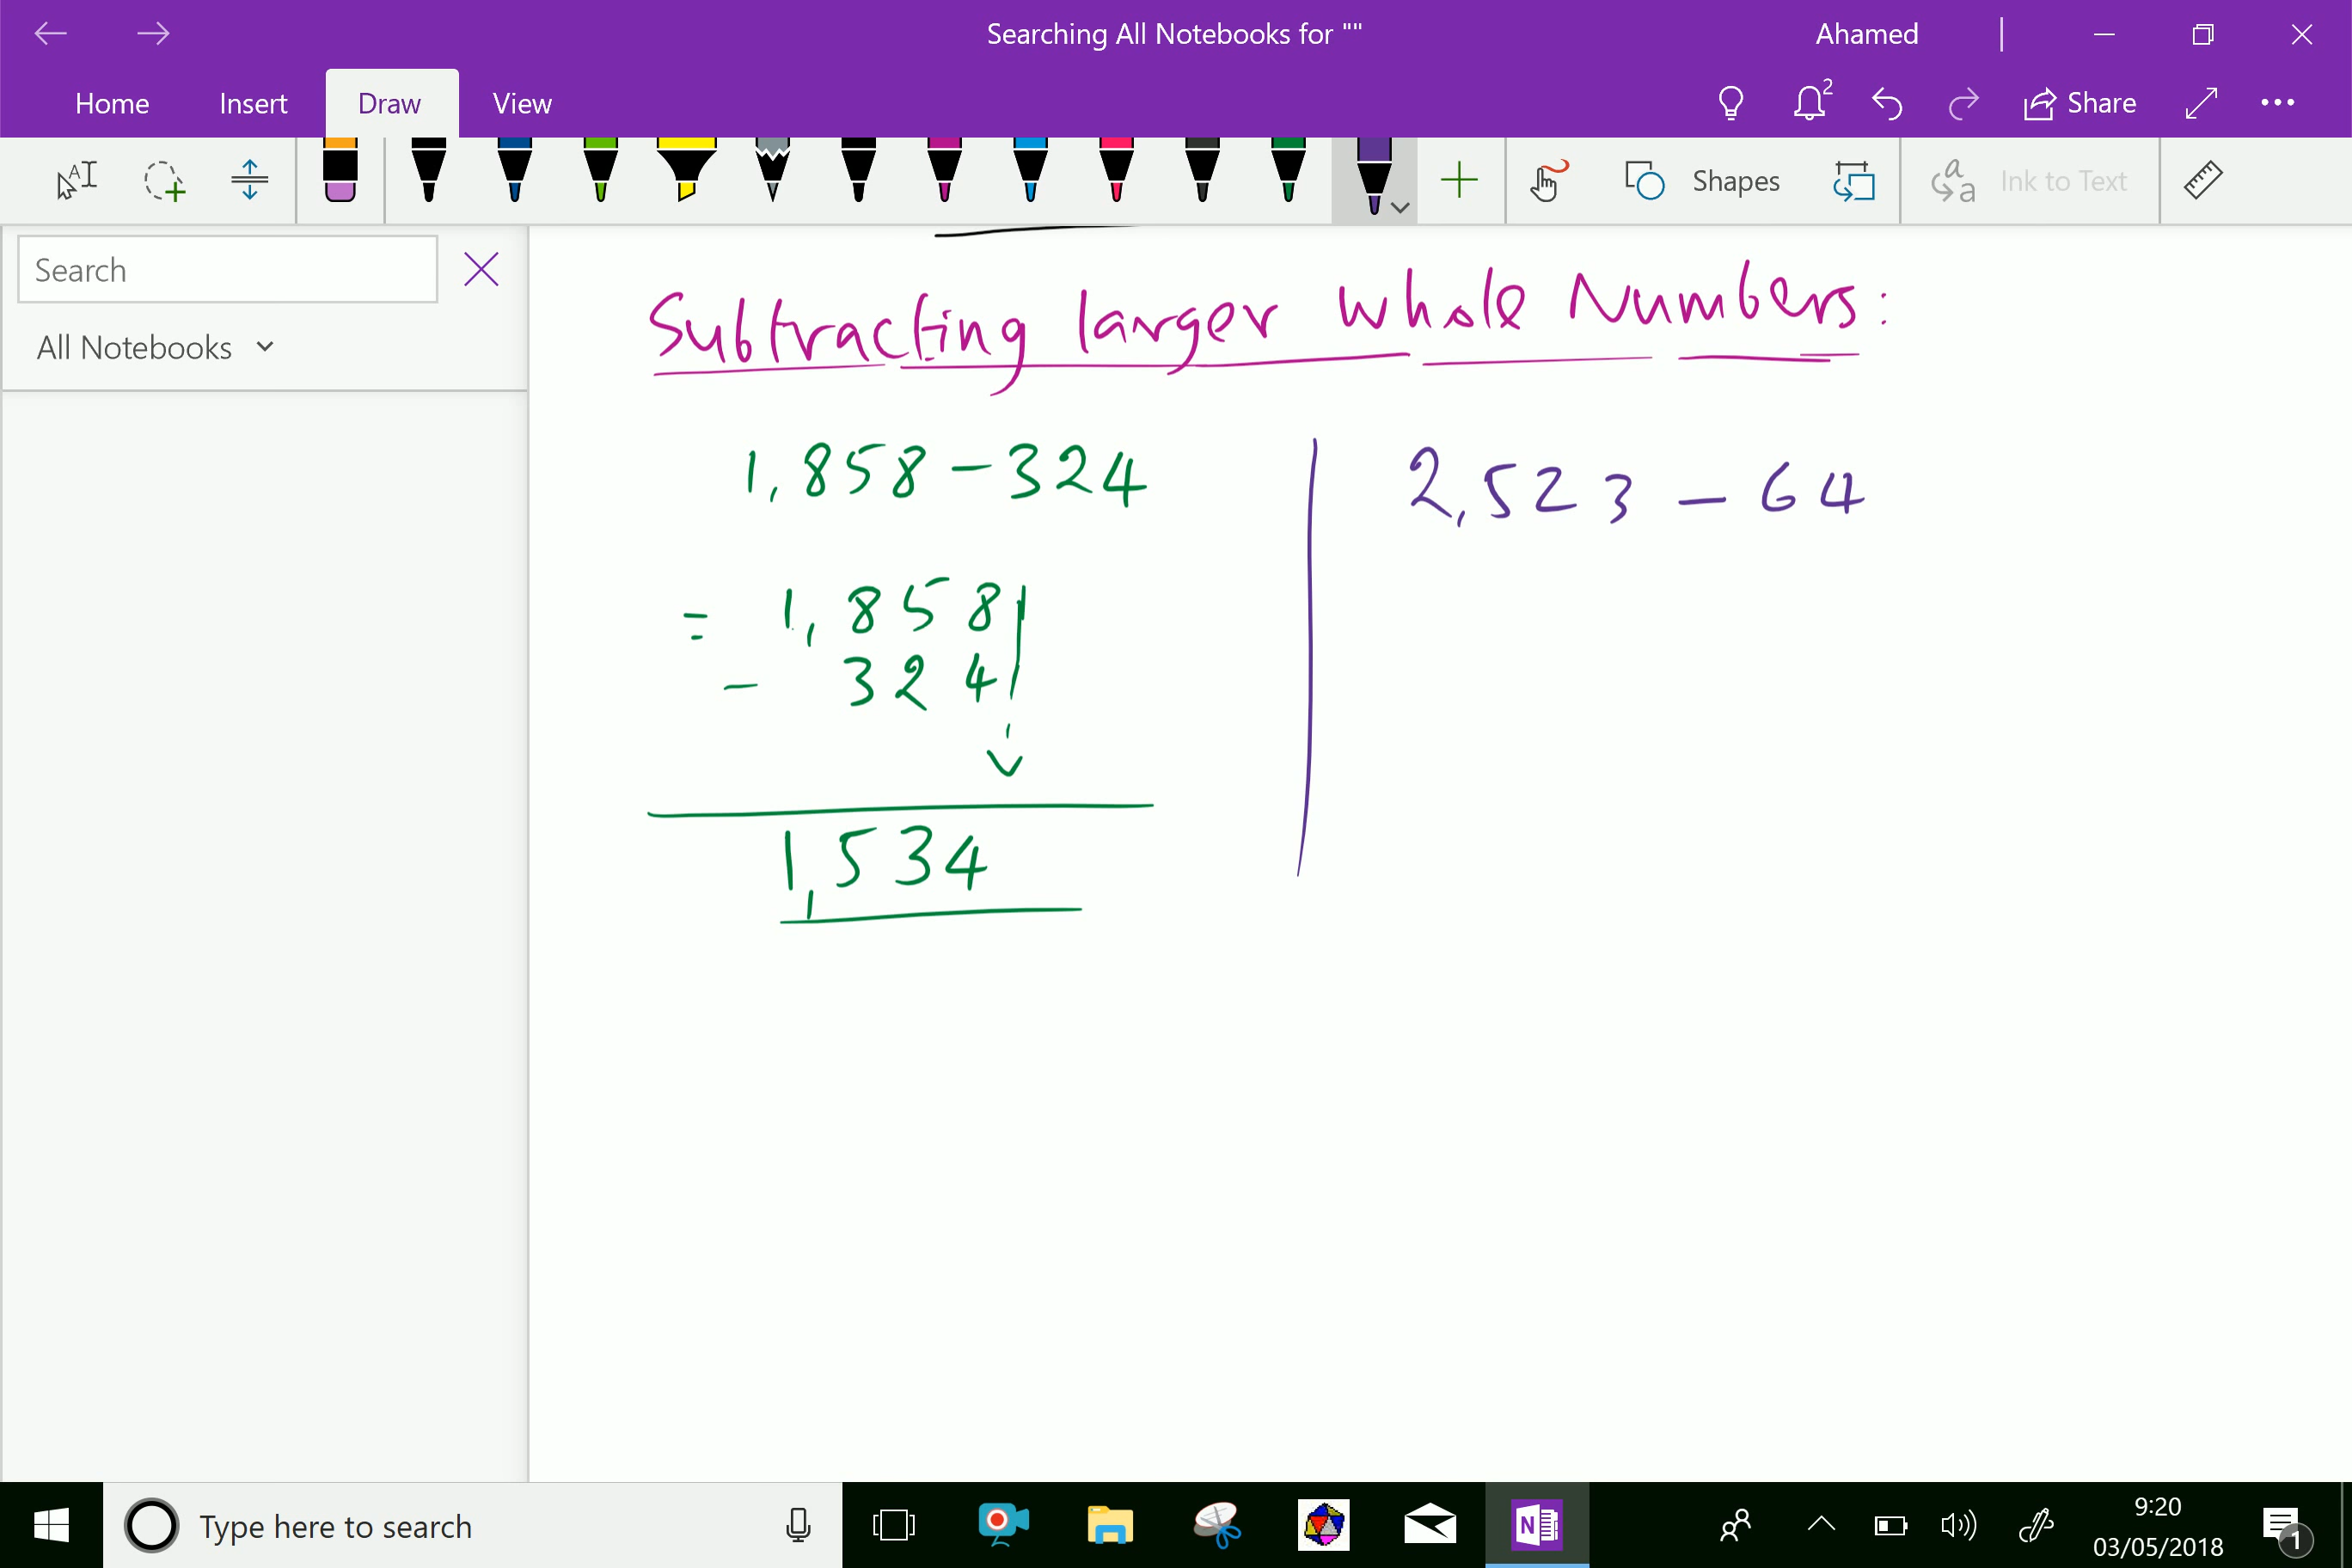 Searching All Notebooks for ""
Ahamed
Home Insert Draw View
2
Share
Shapes
Ink to Text
Search
All Notebooks
Subtracting larger whole Numbers:
1,858 - 324
= 1,858
- 324
1,534
2,523 - 64
Type here to search
9:20
03/05/2018
1